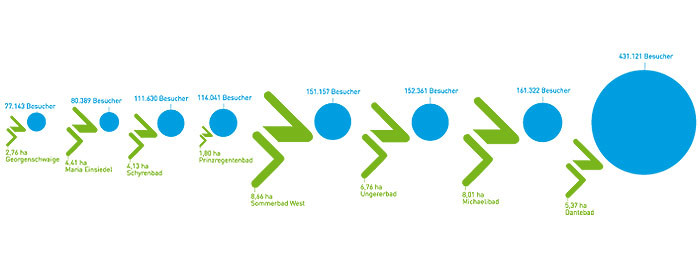 77.143 Besucher
2,76 ha
Georgenschwaige
80.389 Besucher
4,41 ha
Maria Einsiedel
111.630 Besucher
4,13 ha
Schyrenbad
114.041 Besucher
1,80 ha
Prinzregentenbad
151.157 Besucher
8,66 ha
Sommerbad West
152.361 Besucher
6,76 ha
Ungererbad
161.322 Besucher
8,01 ha
Michaelibad
431.121 Besucher
5,37 ha
Dantebad